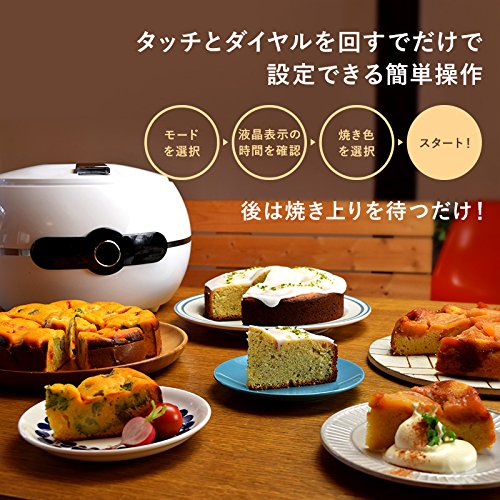 タッチとダイヤルを回すでだけで
設定できる簡単操作
モード
を選択
液晶表示の
時間を確認
焼き色
を選択
スタート!
後は焼き上りを待つだけ!